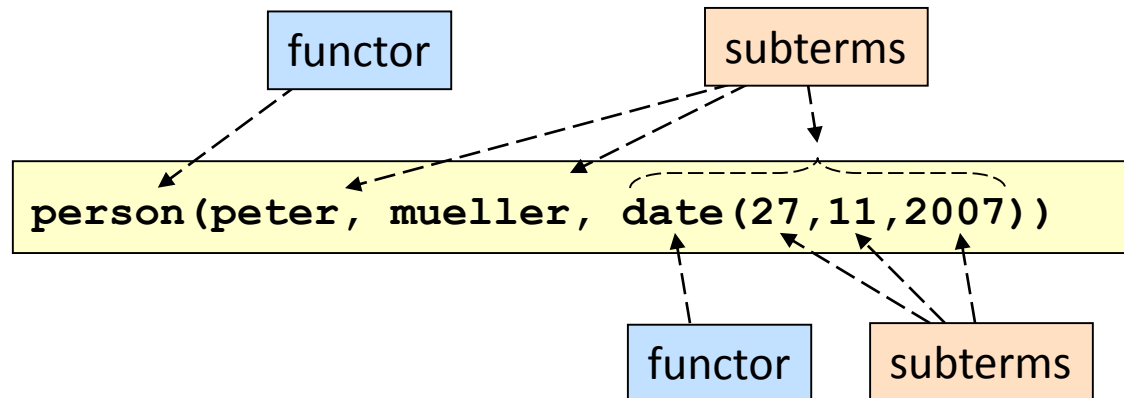 functor
subterms
person(peter, mueller, date(27,11,2007))
functor
subterms